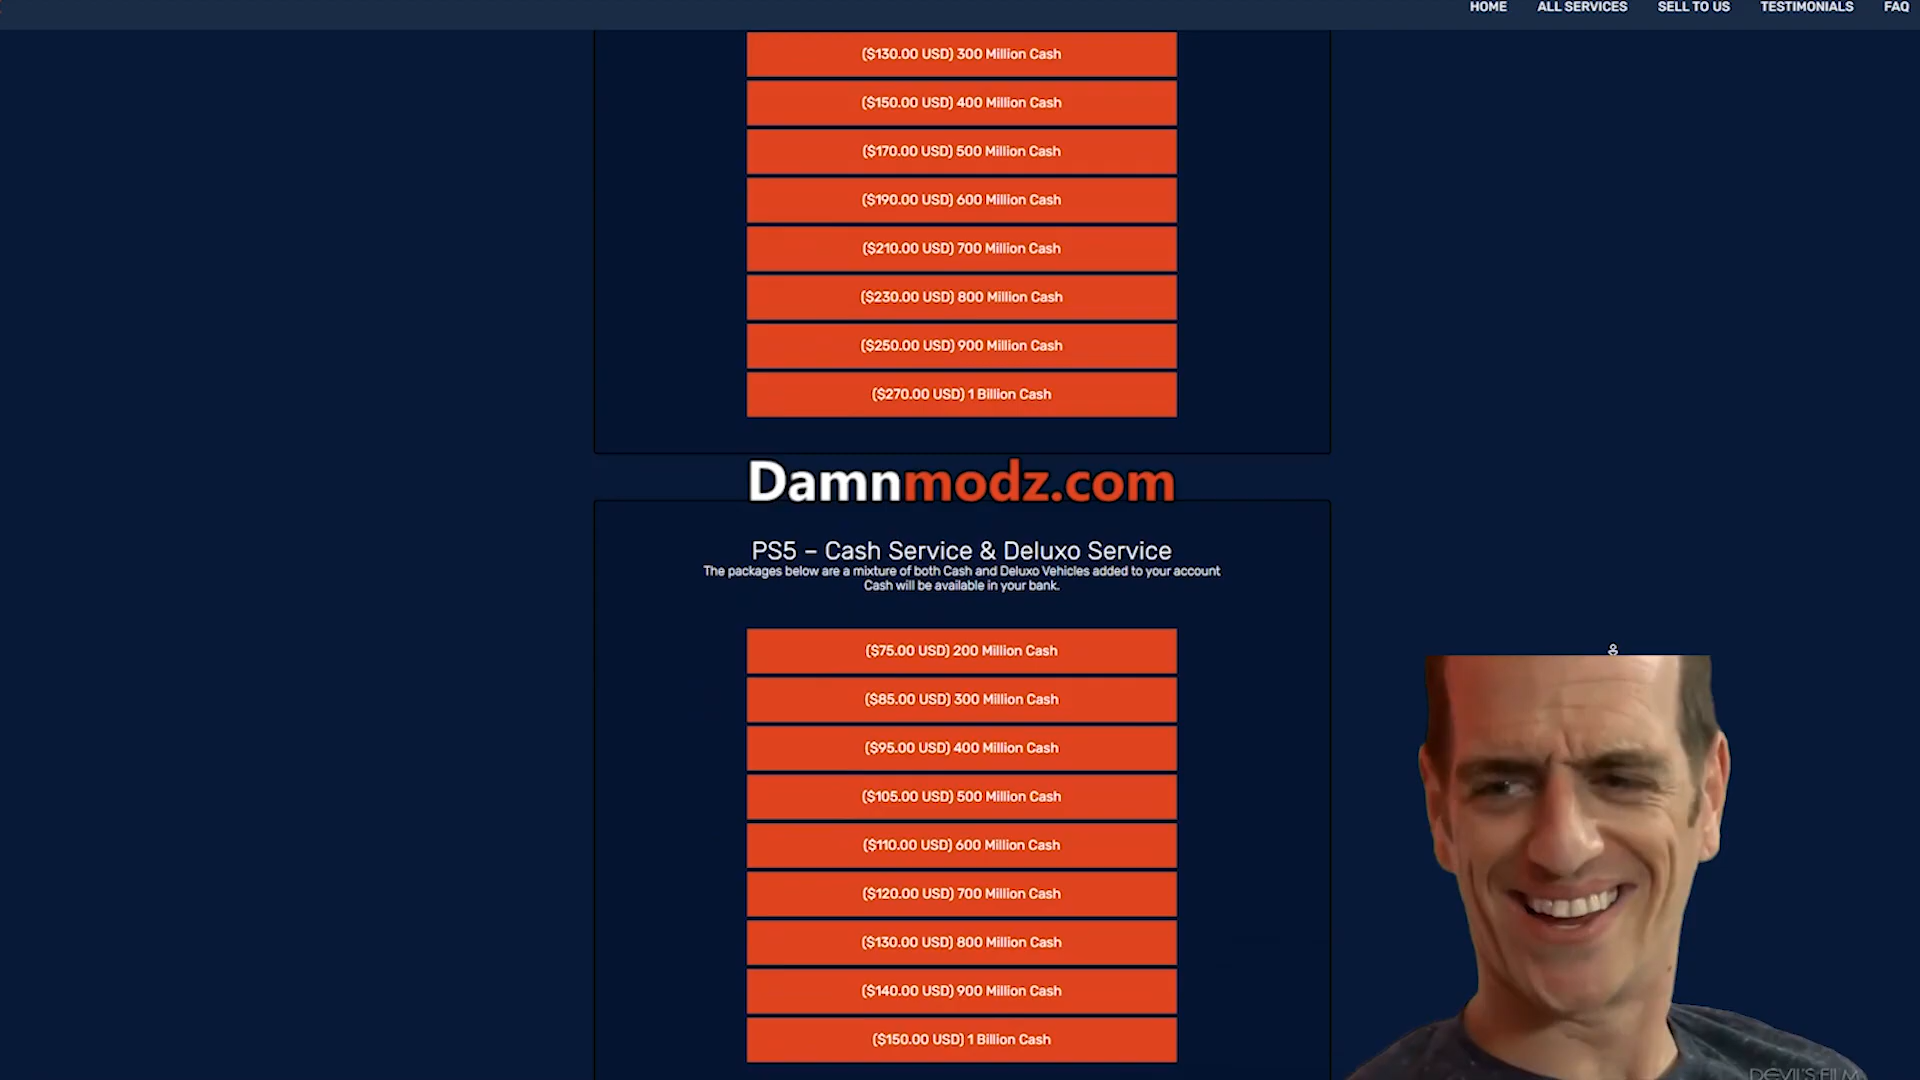 HOME ALL SERVICES SELL TO US TESTIMONIALS FAQ
($130.00 USD) 300 Million Cash
($150.00 USD) 400 Million Cash
($170.00 USD) 500 Million Cash
($190.00 USD) 600 Million Cash
($210.00 USD) 700 Million Cash
($230.00 USD) 800 Million Cash
($250.00 USD) 900 Million Cash
($270.00 USD) 1 Billion Cash
Damnmodz.com
PS5 – Cash Service & Deluxo Service
The packages below are a mixture of both Cash and Deluxo Vehicles added to your account
Cash will be available in your bank.
($75.00 USD) 200 Million Cash
($85.00 USD) 300 Million Cash
($95.00 USD) 400 Million Cash
($105.00 USD) 500 Million Cash
($110.00 USD) 600 Million Cash
($120.00 USD) 700 Million Cash
($130.00 USD) 800 Million Cash
($140.00 USD) 900 Million Cash
($150.00 USD) 1 Billion Cash
DEVIL'S FILM